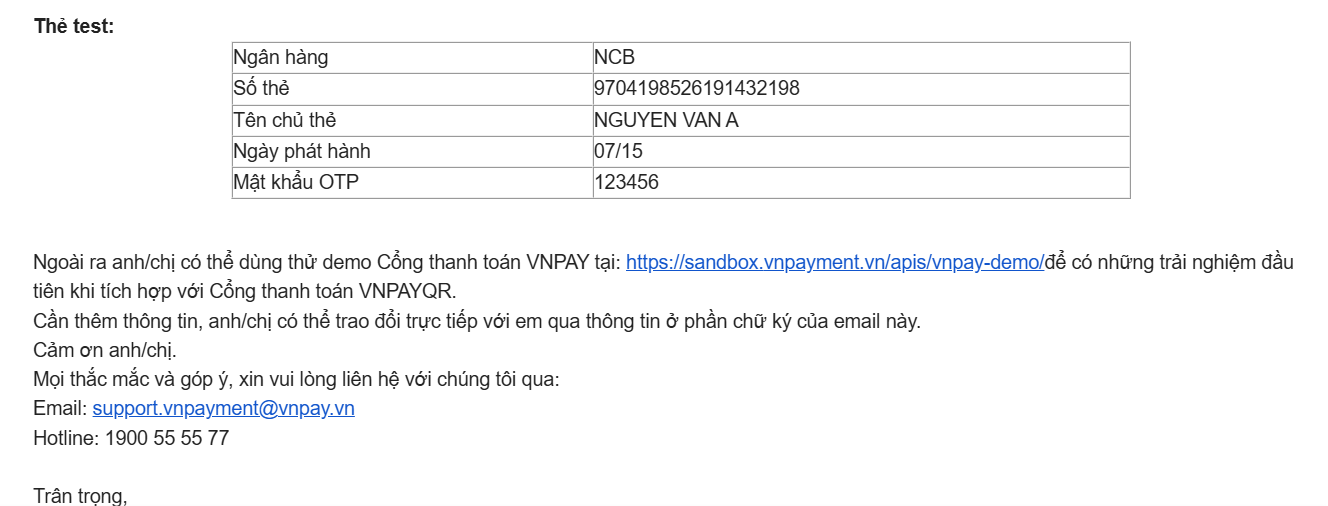 Thẻ test:
Ngân hàng NCB
Số thẻ 9704198526191432198
Tên chủ thẻ NGUYEN VAN A
Ngày phát hành 07/15
Mật khẩu OTP 123456
Ngoài ra anh/chị có thể dùng thử demo Cổng thanh toán VNPAY tại: https://sandbox.vnpayment.vn/apis/vnpay-demo/để có những trải nghiệm đầu
tiên khi tích hợp với Cổng thanh toán VNPAYQR.
Cần thêm thông tin, anh/chị có thể trao đổi trực tiếp với em qua thông tin ở phần chữ ký của email này.
Cảm ơn anh/chị.
Mọi thắc mắc và góp ý, xin vui lòng liên hệ với chúng tôi qua:
Email: support.vnpayment@vnpay.vn
Hotline: 1900 55 55 77
Trân trọng,